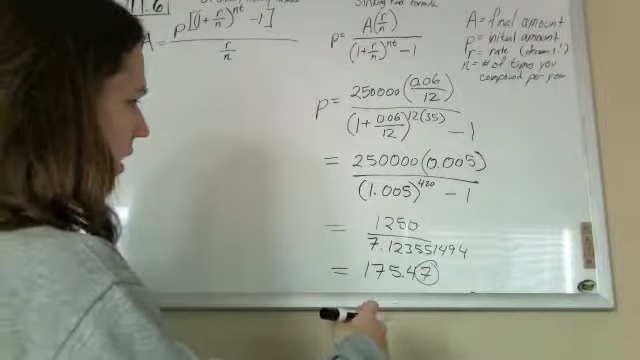 11.6
A = P[(1 + r/n)^nt - 1] / (r/n)
Sinking Fund formula
P = A(r/n) / ((1 + r/n)^nt - 1)
A = final amount
P = initial amount
r = rate (decimal!)
n = # of times you
compound per year
P = 250000(0.06/12) / ((1 + 0.06/12)^12(35) - 1)
= 250000(0.005) / ((1.005)^420 - 1)
= 1250 / 7.123551494
= 175.47